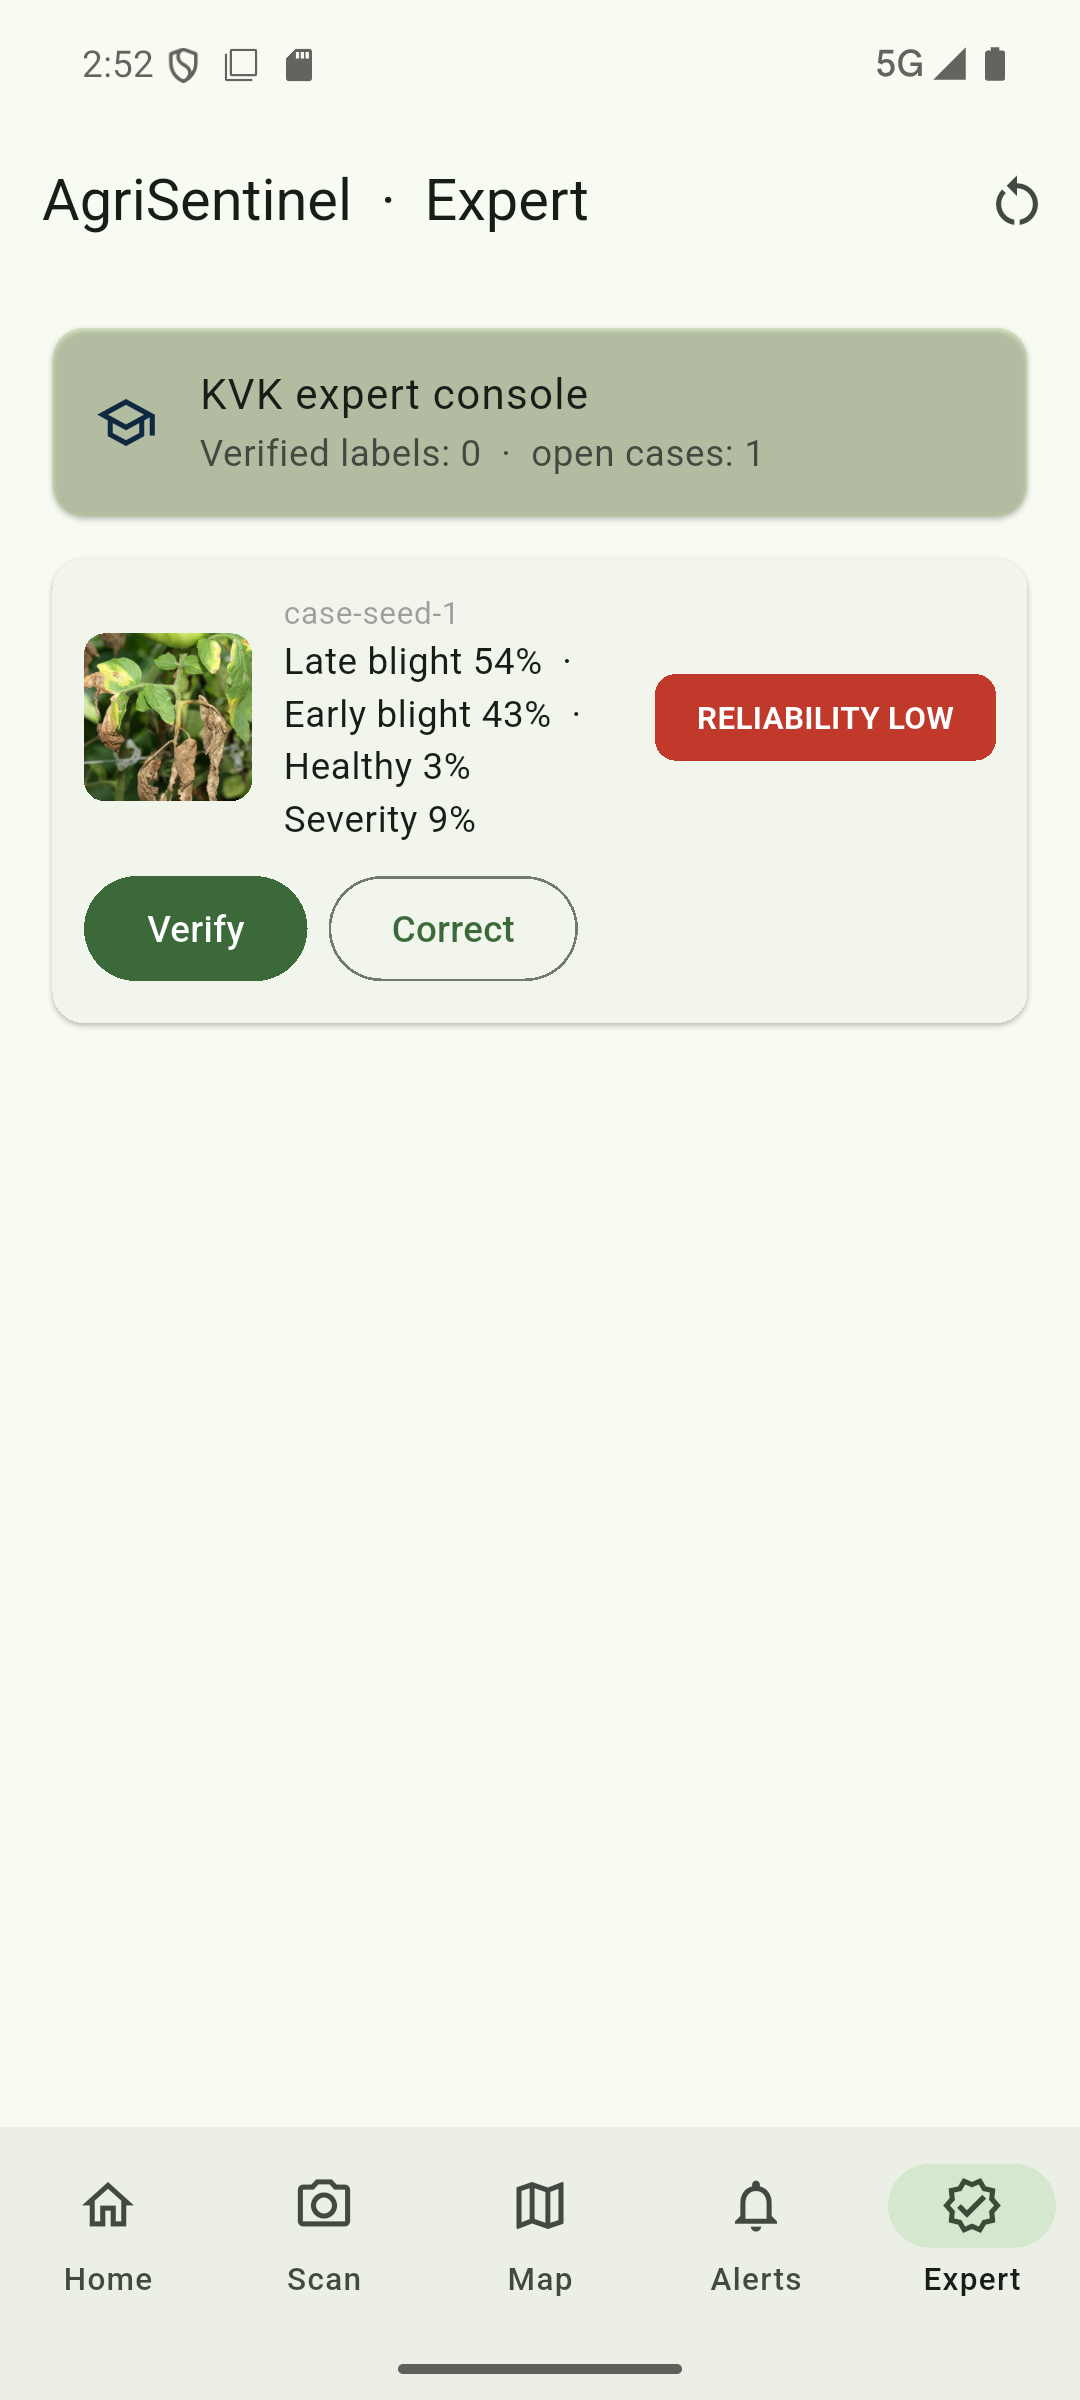 2:52
5G
AgriSentinel · Expert
KVK expert console
Verified labels: 0 · open cases: 1
case-seed-1
Late blight 54% ·
Early blight 43% ·
Healthy 3%
Severity 9%
RELIABILITY LOW
Verify
Correct
Home
Scan
Map
Alerts
Expert